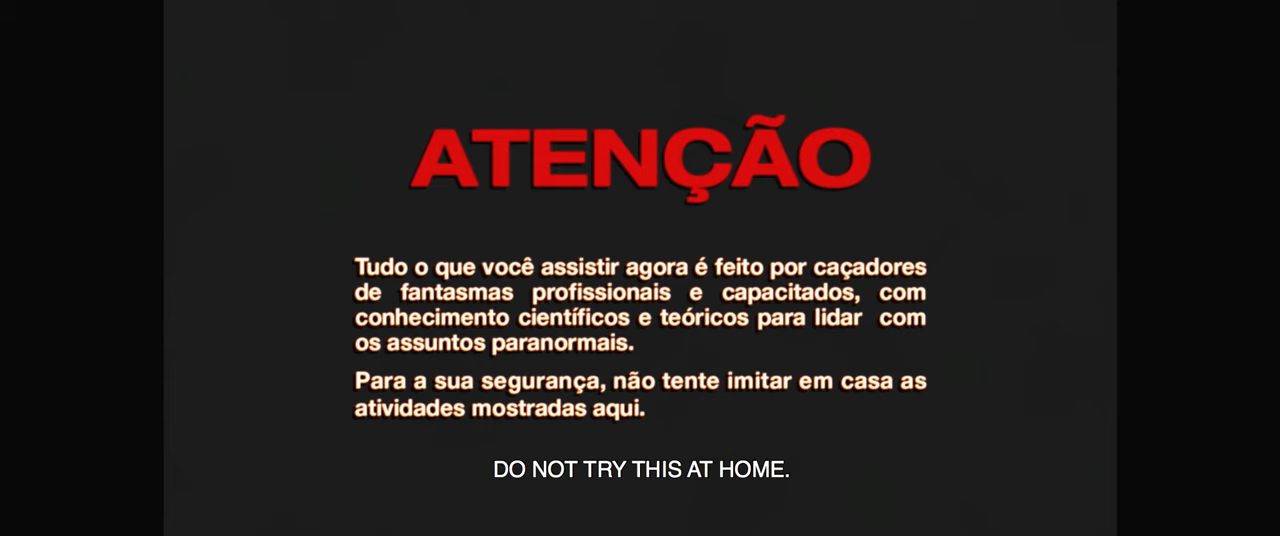 ATENÇÃO
Tudo o que você assistir agora é feito por caçadores
de fantasmas profissionais e capacitados, com
conhecimento científicos e teóricos para lidar com
os assuntos paranormais.
Para a sua segurança, não tente imitar em casa as
atividades mostradas aqui.
DO NOT TRY THIS AT HOME.